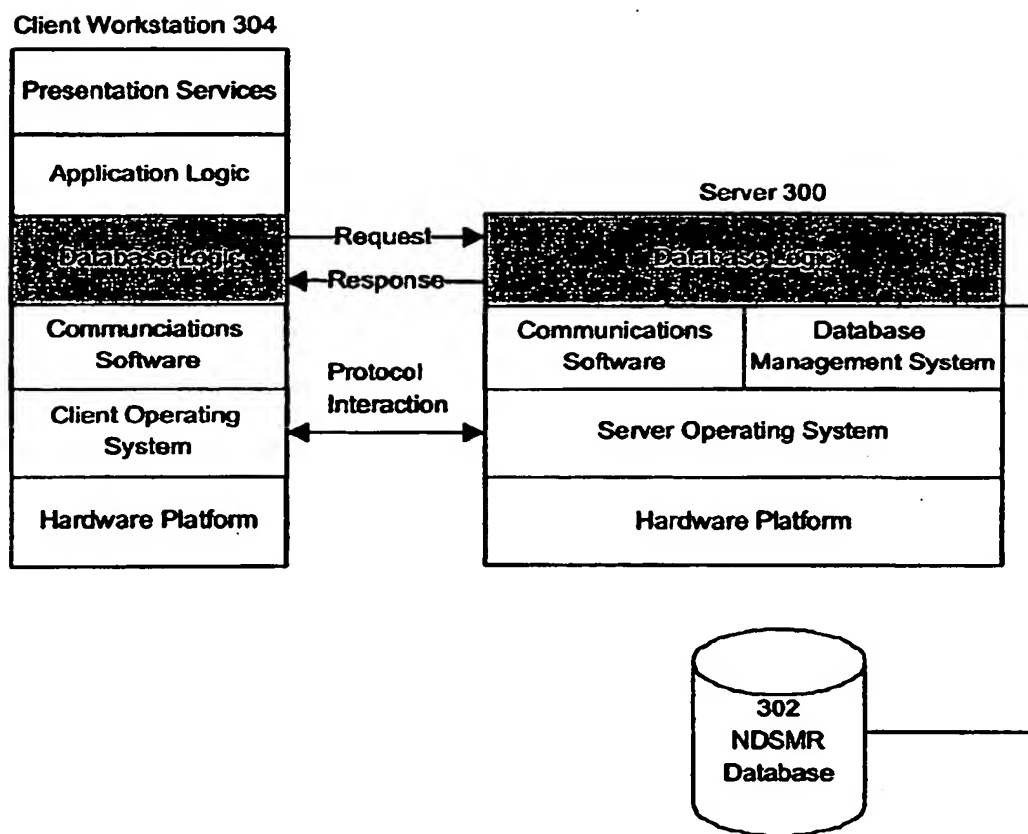 Client Workstation 304
Presentation Services
Application Logic
Database Logic
Communciations
Software
Client Operating
System
Hardware Platform
Request
Response
Protocol
Interaction
Server 300
Database Logic
Communications
Software
Database
Management System
Server Operating System
Hardware Platform
302
NDSMR
Database